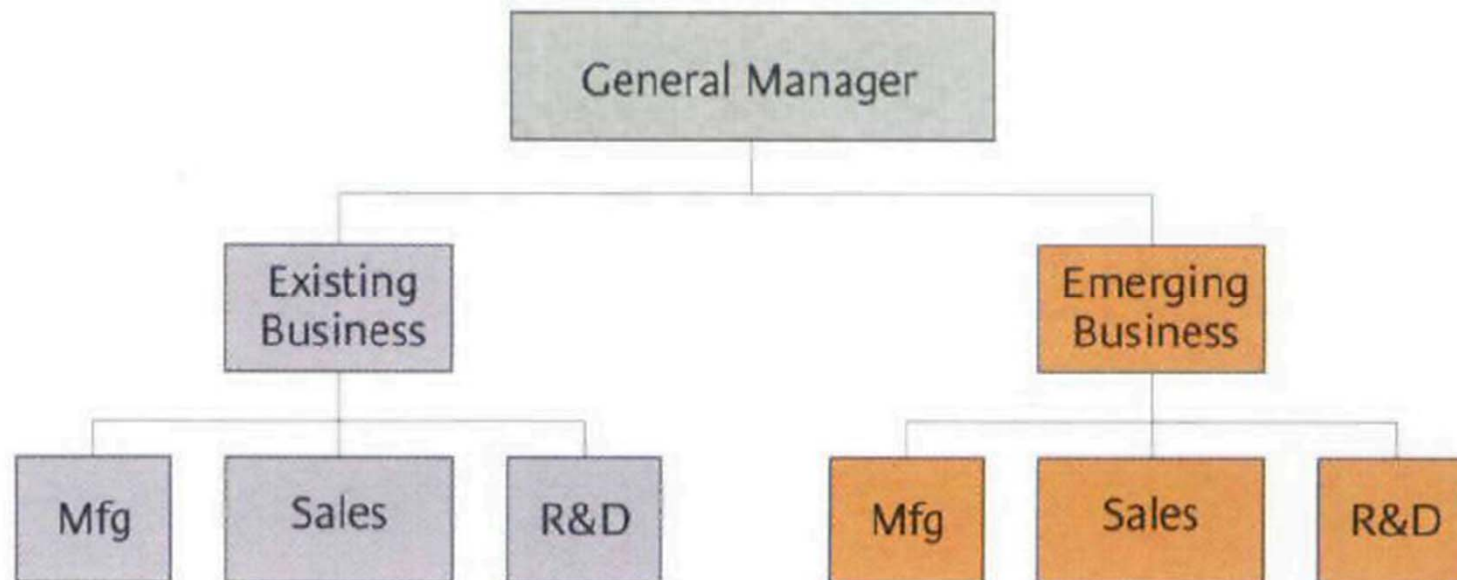 General Manager
Existing
Business
Emerging
Business
Mfg
Sales
R&D
Mfg
Sales
R&D